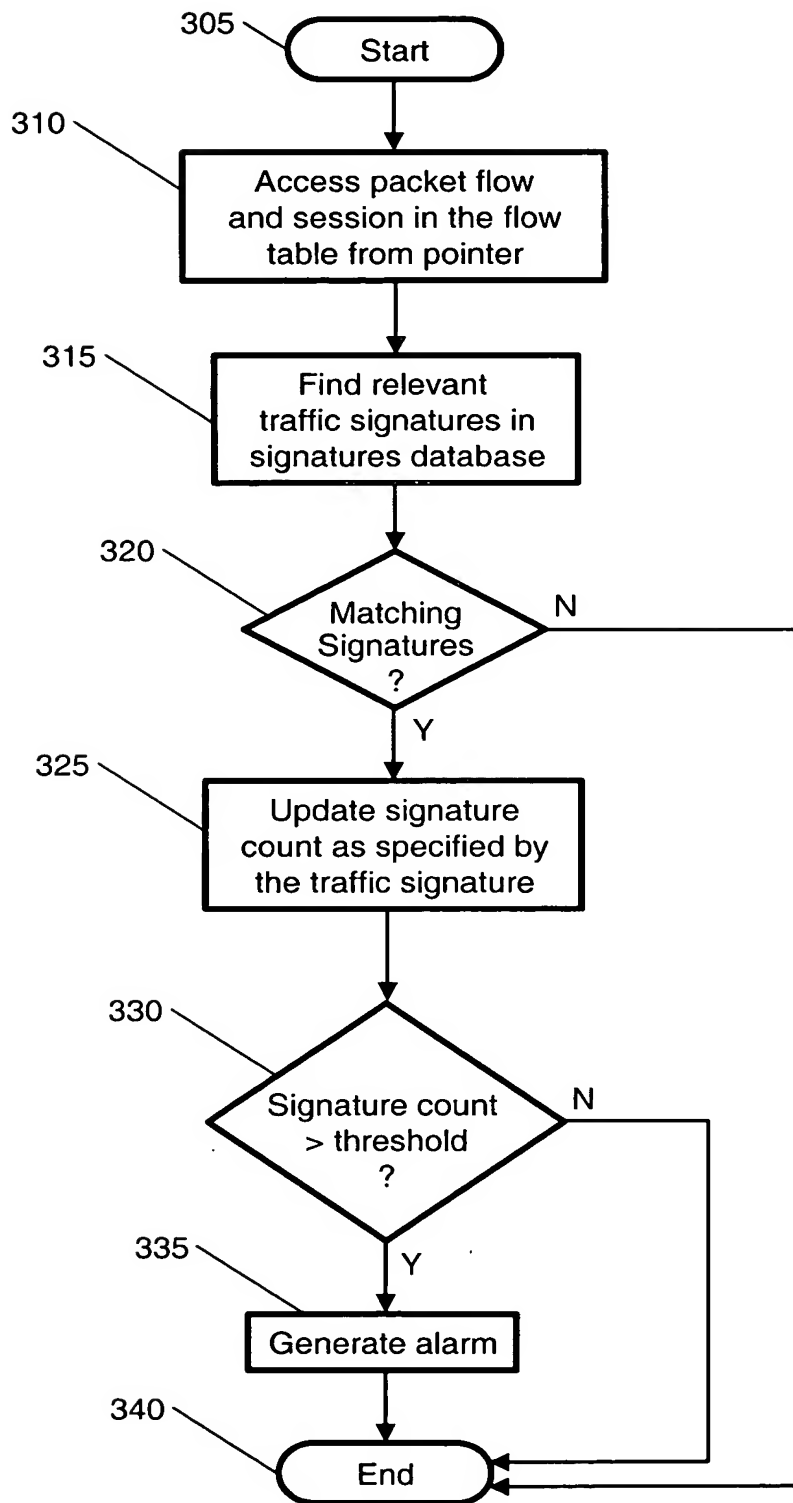 305
Start
310
Access packet flow
and session in the flow
table from pointer
315
Find relevant
traffic signatures in
signatures database
320
Matching
Signatures
?
N
Y
325
Update signature
count as specified by
the traffic signature
330
Signature count
> threshold
?
N
Y
335
Generate alarm
340
End